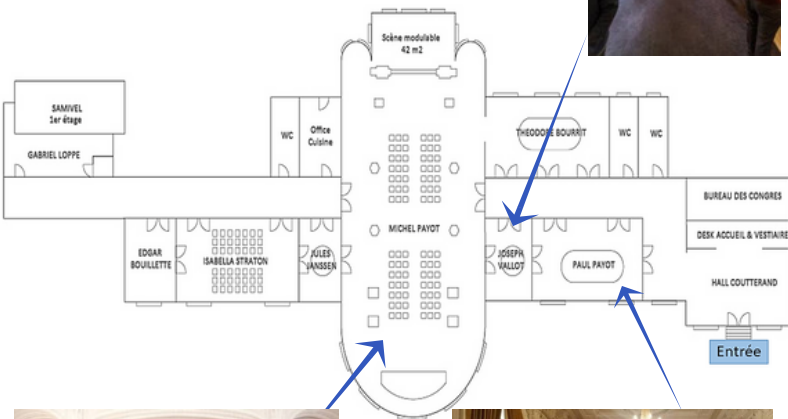 Scène modulable
42 m2
SAMIVEL
1er étage
GABRIEL LOPPE
WC
Office
Cuisine
THEODORE BOURRIT
WC
WC
BUREAU DES CONGRES
DESK ACCUEIL & VESTIAIRE
HALL COUTTERAND
Entrée
EDGAR
BOUILLETTE
ISABELLA STRATON
JULES
JANSSEN
MICHEL PAYOT
JOSEPH
VALLOT
PAUL PAYOT